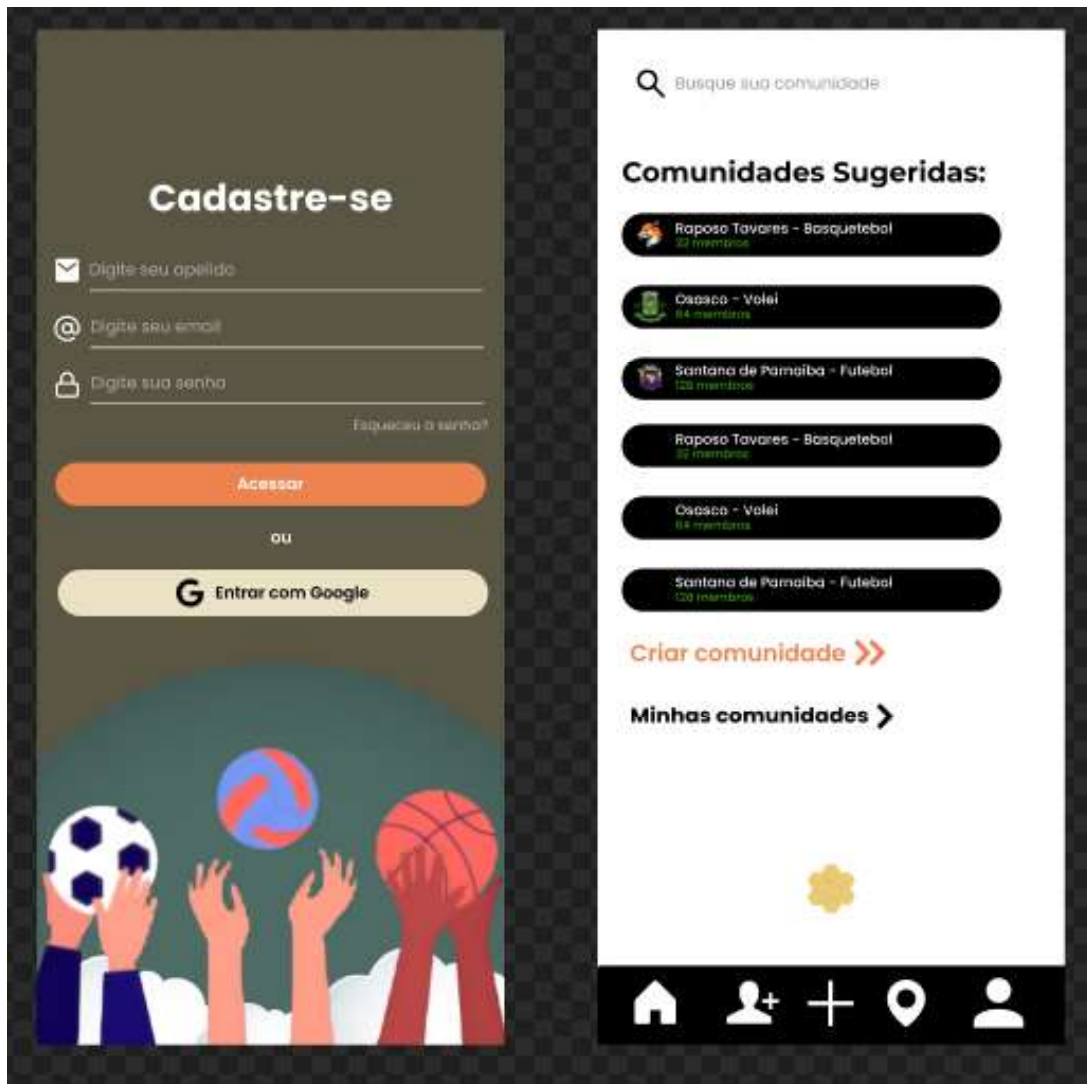 Cadastre-se
Digite seu apelido
Digite seu email
Digite sua senha
Esqueceu a senha?
Acessar
ou
G Entrar com Google
Busque sua comunidade
Comunidades Sugeridas:
Raposo Tavares - Basquetebol
32 membros
Osasco - Volei
64 membros
Santana de Parnaíba - Futebol
128 membros
Raposo Tavares - Basquetebol
32 membros
Osasco - Volei
64 membros
Santana de Parnaíba - Futebol
128 membros
Criar comunidade
Minhas comunidades